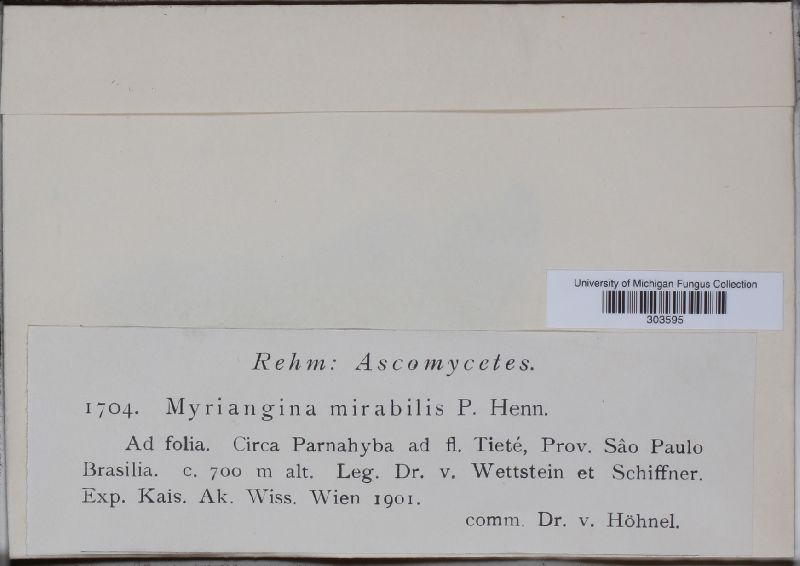 University of Michigan Fungus Collection
303595
Rehm: Ascomycetes.
1704. Myriangina mirabilis P. Henn.
Ad folia. Circa Parnahyba ad fl. Tieté, Prov. Sâo Paulo
Brasilia. c. 700 m alt. Leg. Dr. v. Wettstein et Schiffner.
Exp. Kais. Ak. Wiss. Wien 1901.
comm. Dr. v. Höhnel.